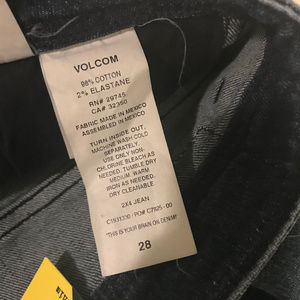 VOLCOM
98% COTTON
2% ELASTANE
RN# 29745
CA# 32350
FABRIC MADE IN MEXICO
ASSEMBLED IN MEXICO
TURN INSIDE OUT,
MACHINE WASH COLD
SEPARATELY.
USE ONLY NON-
CHLORINE BLEACH AS
NEEDED. TUMBLE DRY
MEDIUM. WARM
IRON AS NEEDED.
DRY CLEANABLE
2X4 JEAN
PO#
THIS IS YOUR BRAIN ON DENIM!
28